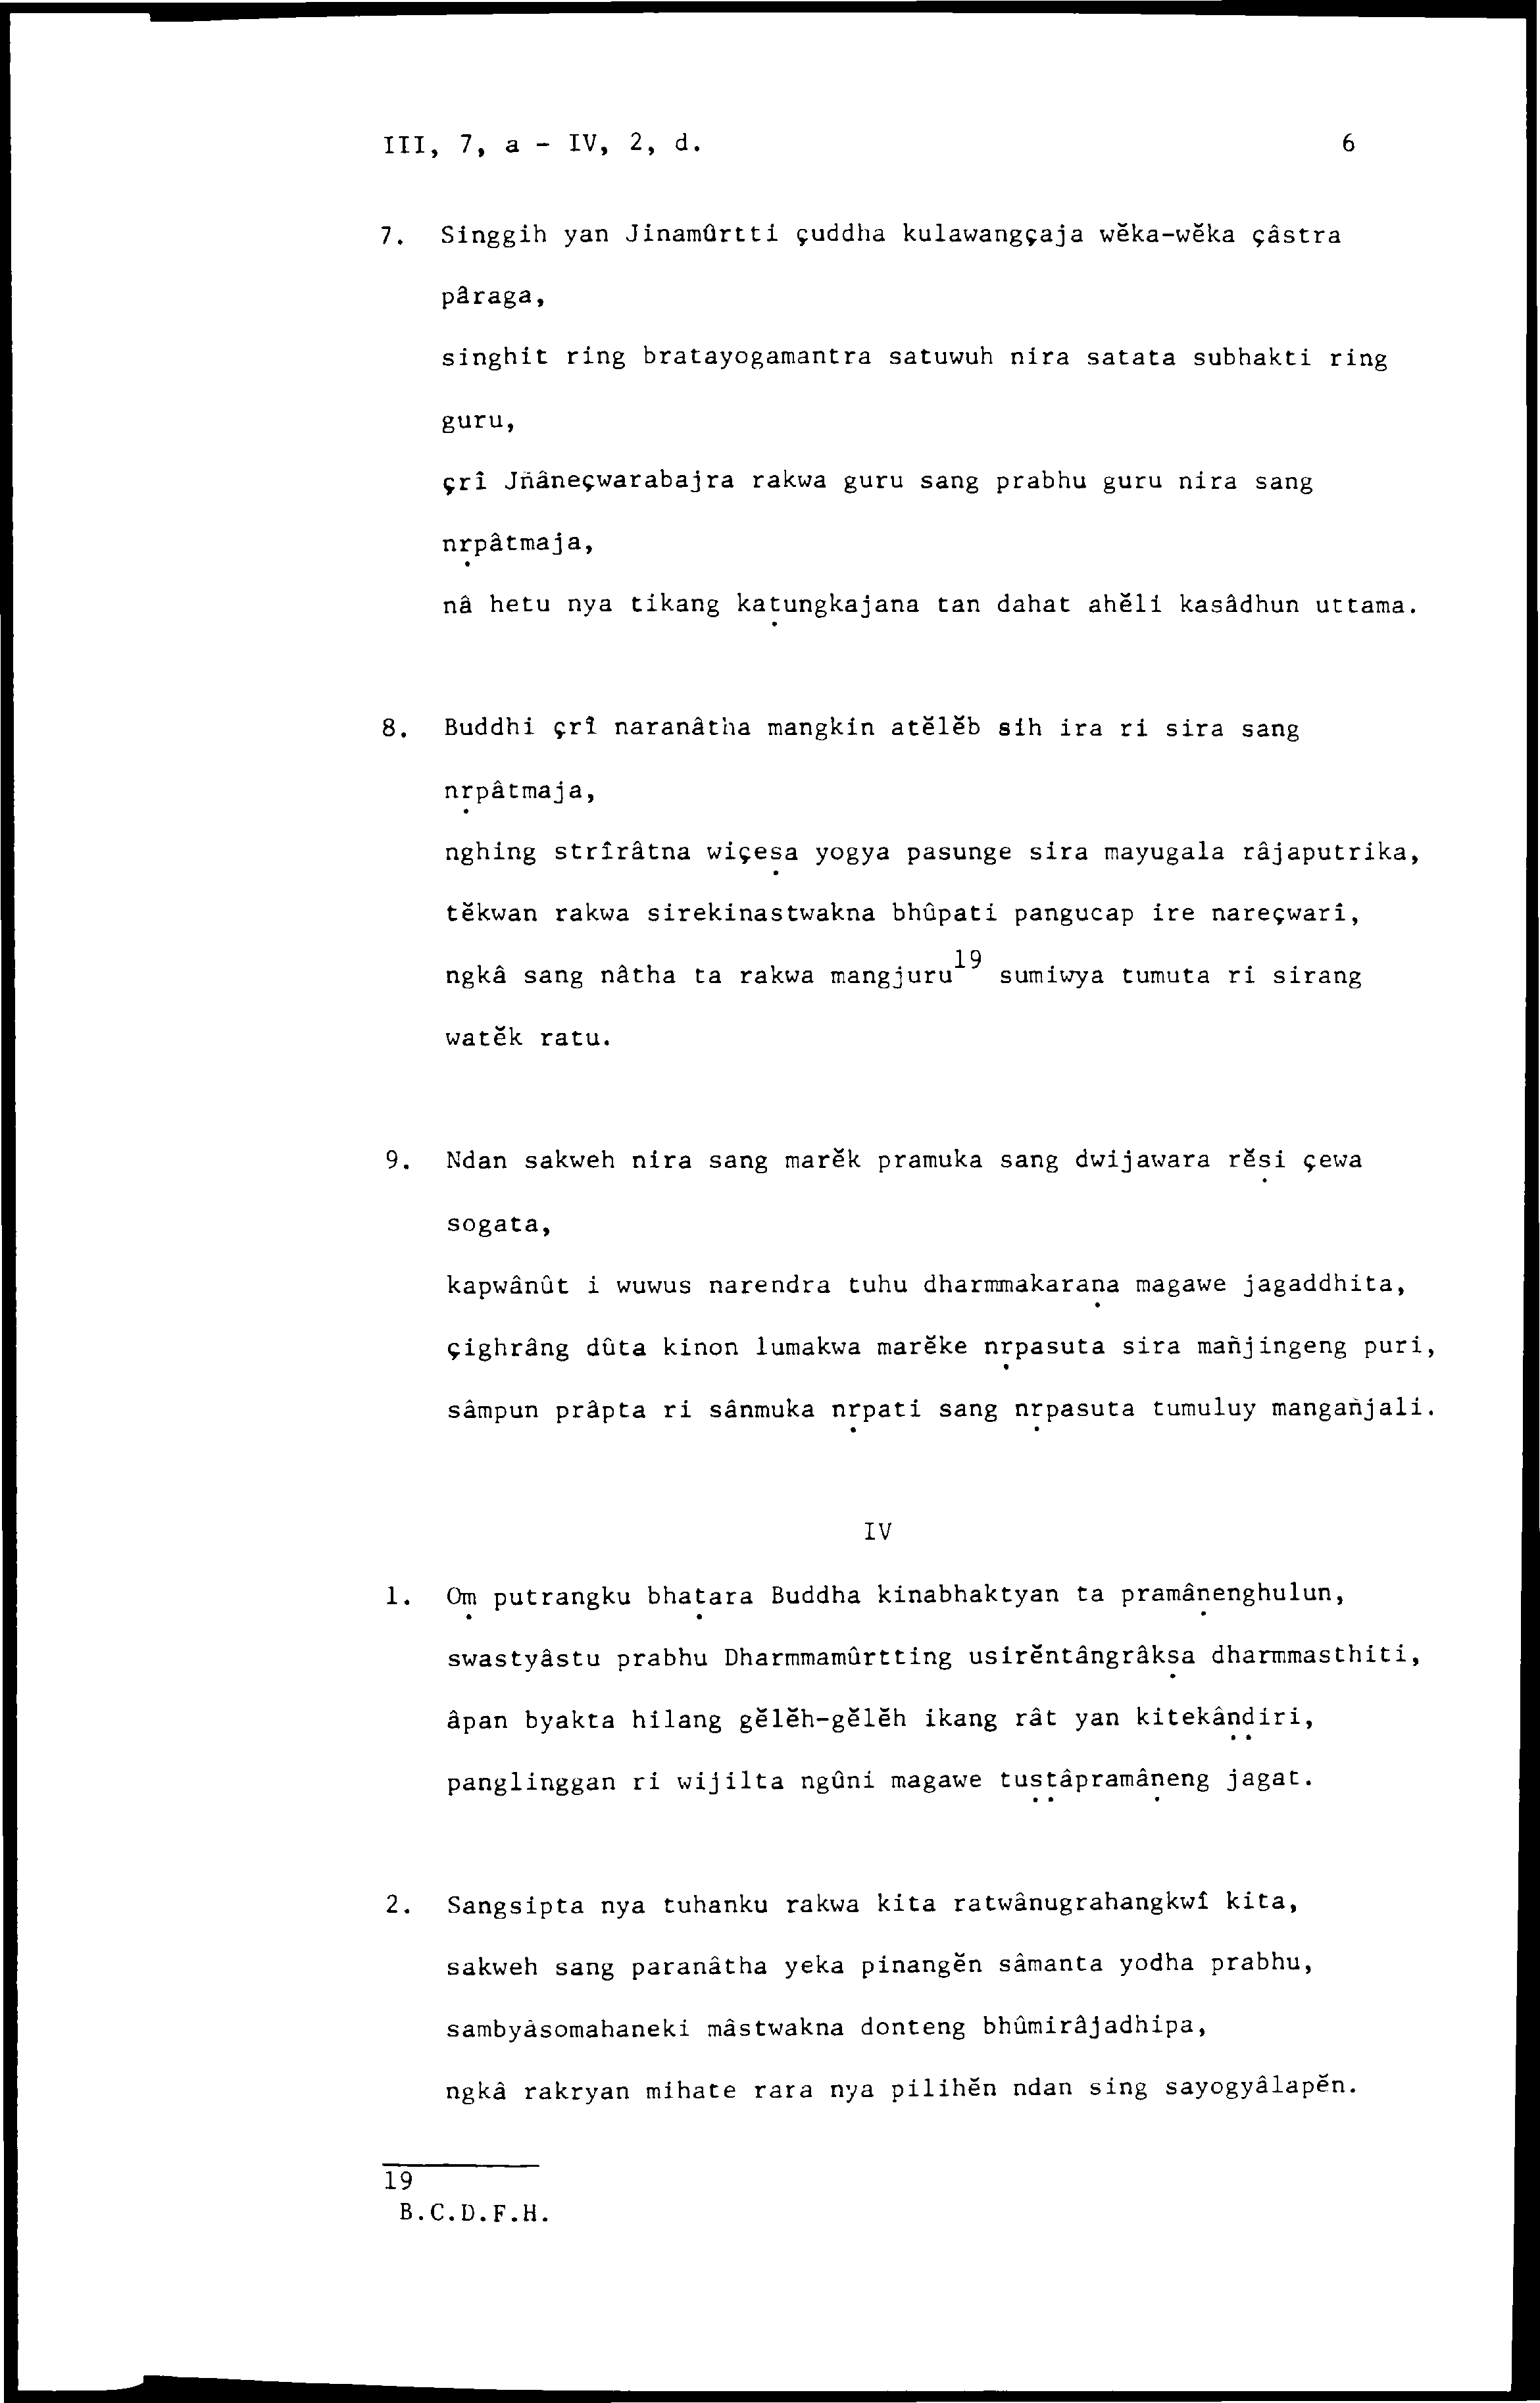 III, 7, a - IV, 2, d. 6
7. Singgih yan Jinamûrtti çuddha kulawangçaja wĕka-wĕka çâstra
pâraga,
singhit ring bratayogamantra satuwuh nira satata subhakti ring
guru,
çrî Jñâneçwarabajra rakwa guru sang prabhu guru nira sang
nṛpâtmaja,
nâ hetu nya tikang kaṭungkajana tan dahat ahĕli kasâdhun uttama.
8. Buddhi çrî naranâtha mangkin atĕlĕb sih ira ri sira sang
nṛpâtmaja,
nghing strîrâtna wiçeṣa yogya pasunge sira mayugala râjaputrika,
tĕkwan rakwa sirekinastwakna bhûpati pangucap ire nareçwarî,
ngkâ sang nâtha ta rakwa mangjuru19 sumiwya tumuta ri sirang
watĕk ratu.
9. Ndan sakweh nira sang marĕk pramuka sang dwijawara rĕṣi çewa
sogata,
kapwânût i wuwus narendra tuhu dharmmakaraṇa magawe jagaddhita,
çighrâng dûta kinon lumakwa marĕke nṛpasuta sira mañjingeng puri,
sâmpun prâpta ri sânmuka nṛpati sang nṛpasuta tumuluy mangañjali.
IV
1. Oṃ putrangku bhaṭara Buddha kinabhaktyan ta pramâṇenghulun,
swastyâstu prabhu Dharmmamûrtting usirĕntângrâkṣa dharmmasthiti,
âpan byakta hilang gĕlĕh-gĕlĕh ikang rât yan kitekâṇḍiri,
panglinggan ri wijilta ngûni magawe tuṣṭâpramâṇeng jagat.
2. Sangsipta nya tuhanku rakwa kita ratwânugrahangkwî kita,
sakweh sang paranâtha yeka pinangĕn sâmanta yodha prabhu,
sambyâsomahaneki mâstwakna donteng bhûmirâjadhipa,
ngkâ rakryan mihate rara nya pilihĕn ndan sing sayogyâlapĕn.
19
B.C.D.F.H.